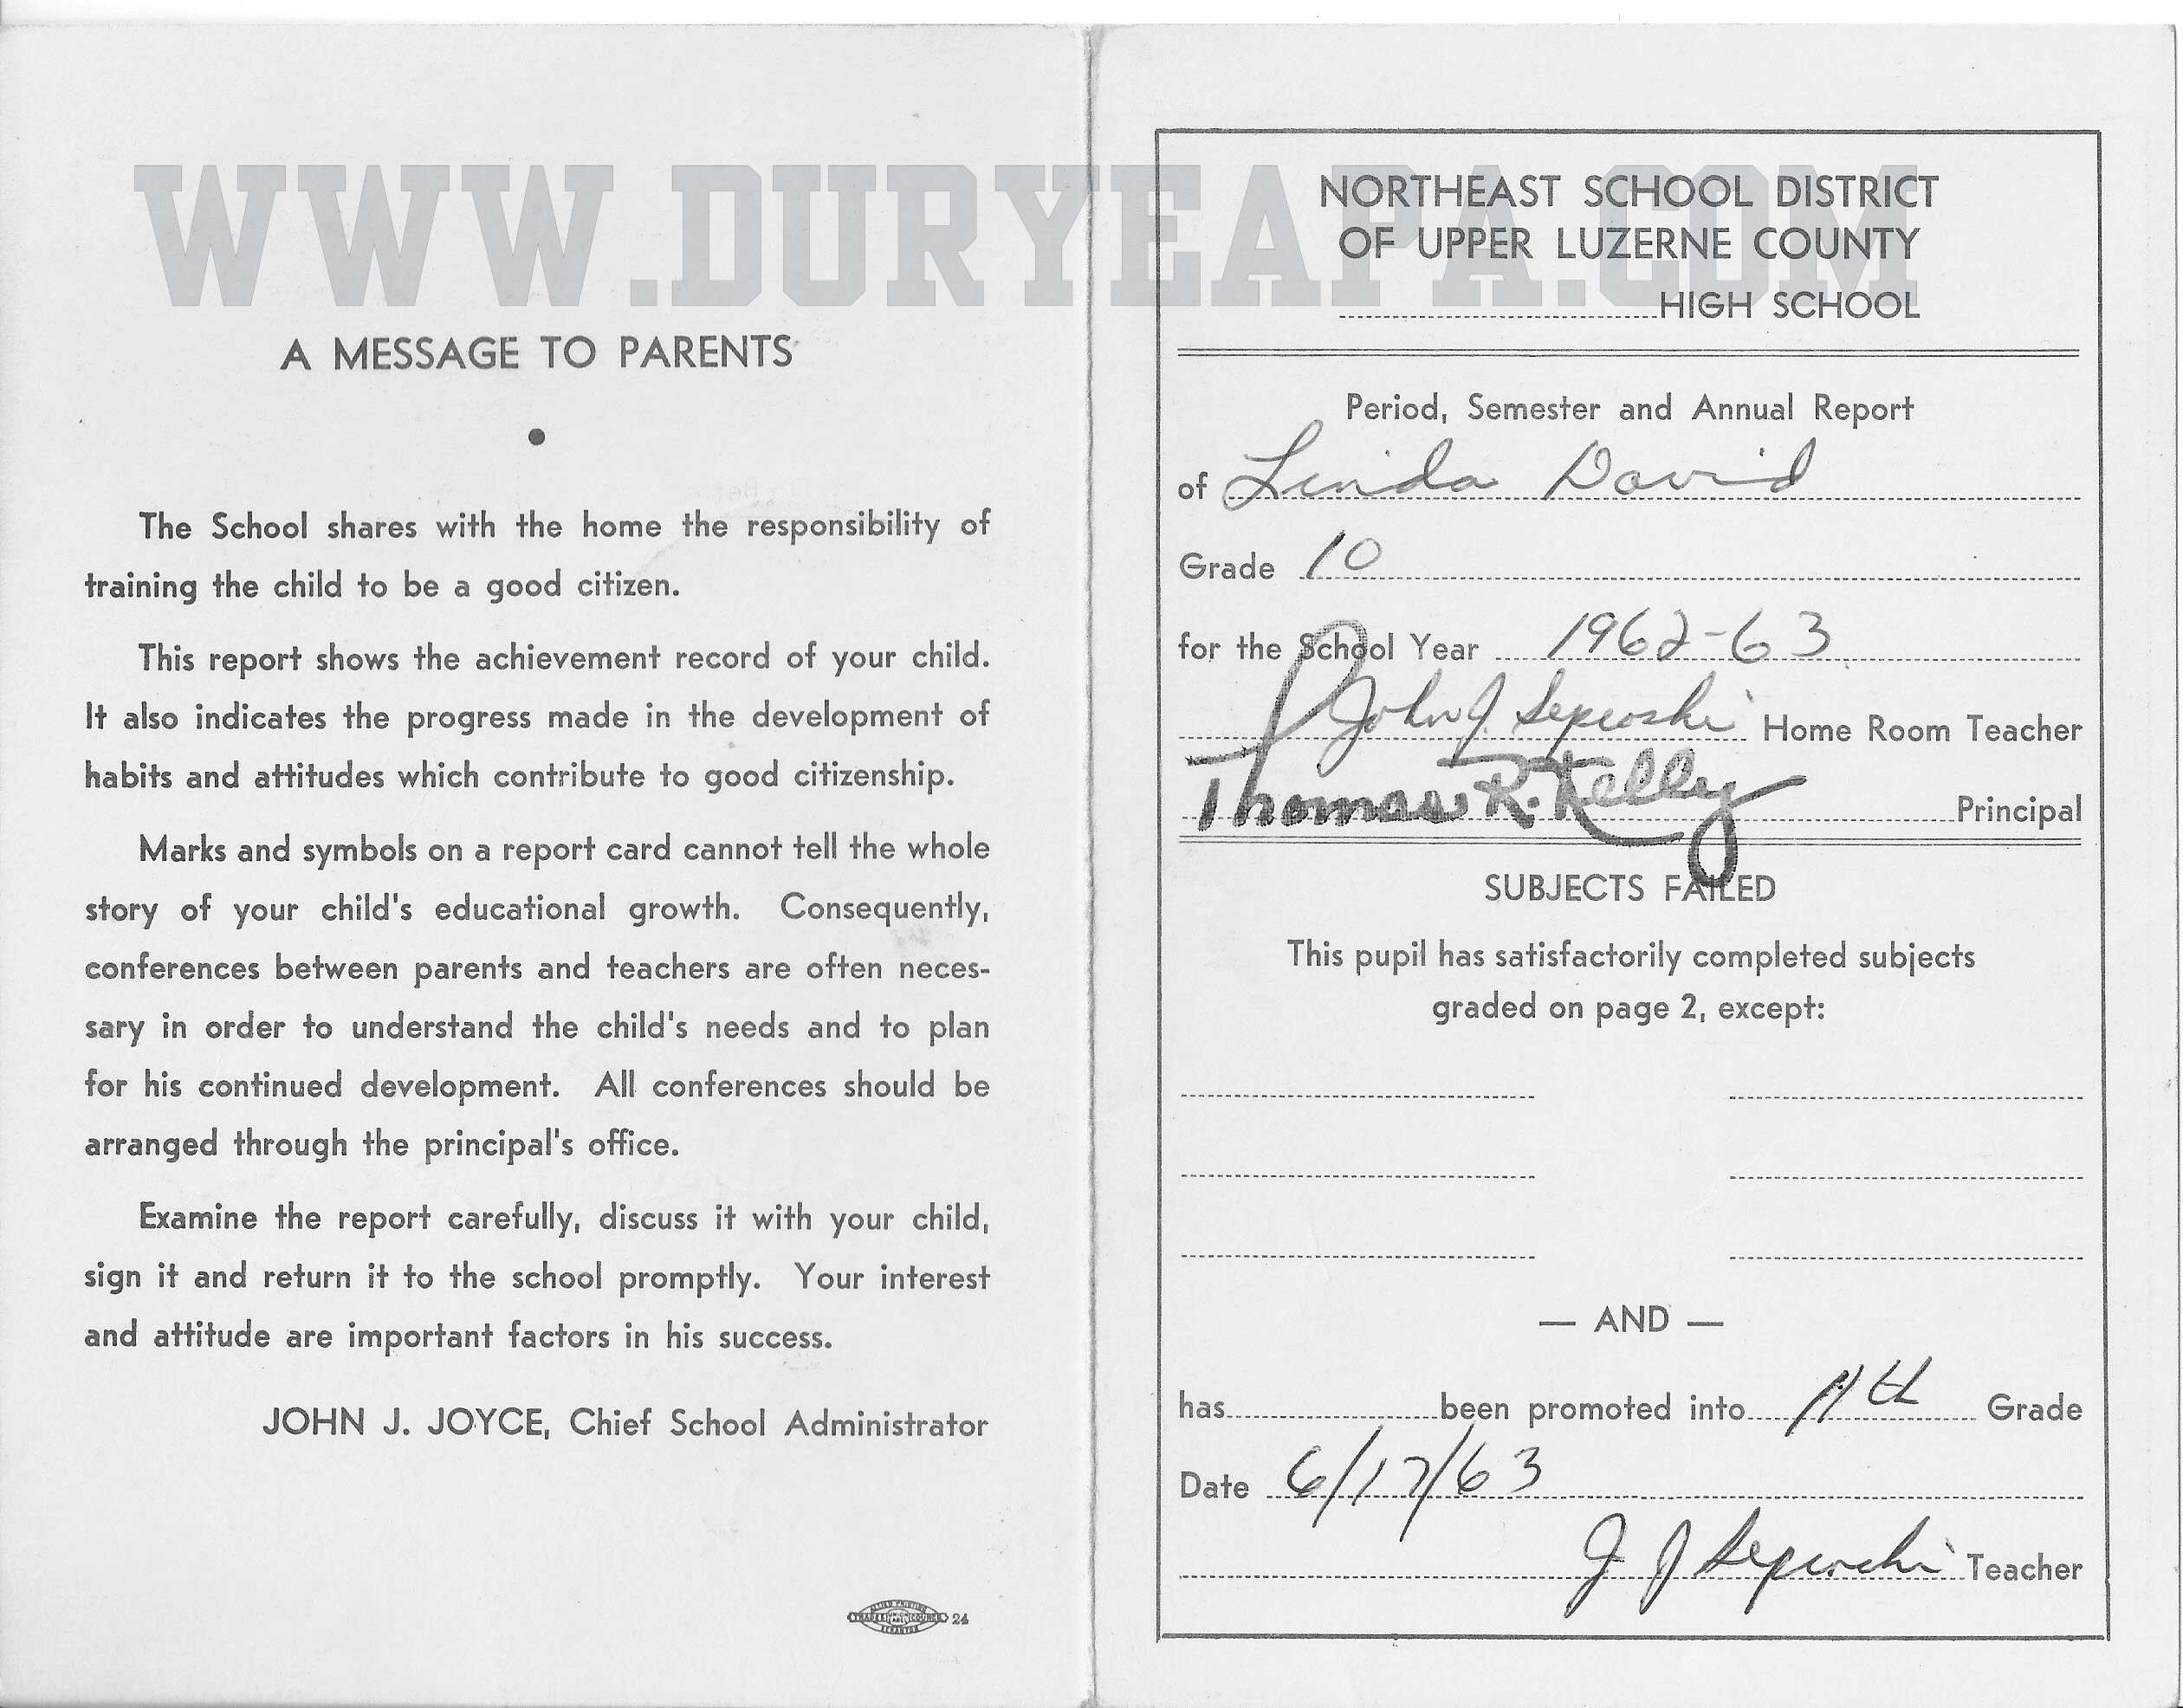 WWW.DURYEAPA.COM
A MESSAGE TO PARENTS
The School shares with the home the responsibility of
training the child to be a good citizen.
This report shows the achievement record of your child.
It also indicates the progress made in the development of
habits and attitudes which contribute to good citizenship.
Marks and symbols on a report card cannot tell the whole
story of your child's educational growth. Consequently,
conferences between parents and teachers are often neces-
sary in order to understand the child's needs and to plan
for his continued development. All conferences should be
arranged through the principal's office.
Examine the report carefully, discuss it with your child,
sign it and return it to the school promptly. Your interest
and attitude are important factors in his success.
JOHN J. JOYCE, Chief School Administrator
24
NORTHEAST SCHOOL DISTRICT
OF UPPER LUZERNE COUNTY
HIGH SCHOOL
Period, Semester and Annual Report
of Linda David
Grade 10
for the School Year 1962-63
John J. Home Room Teacher
Thomas R. Kelly Principal
SUBJECTS FAILED
This pupil has satisfactorily completed subjects
graded on page 2, except:
— AND —
has been promoted into 11th Grade
Date 6/17/63
J J Teacher